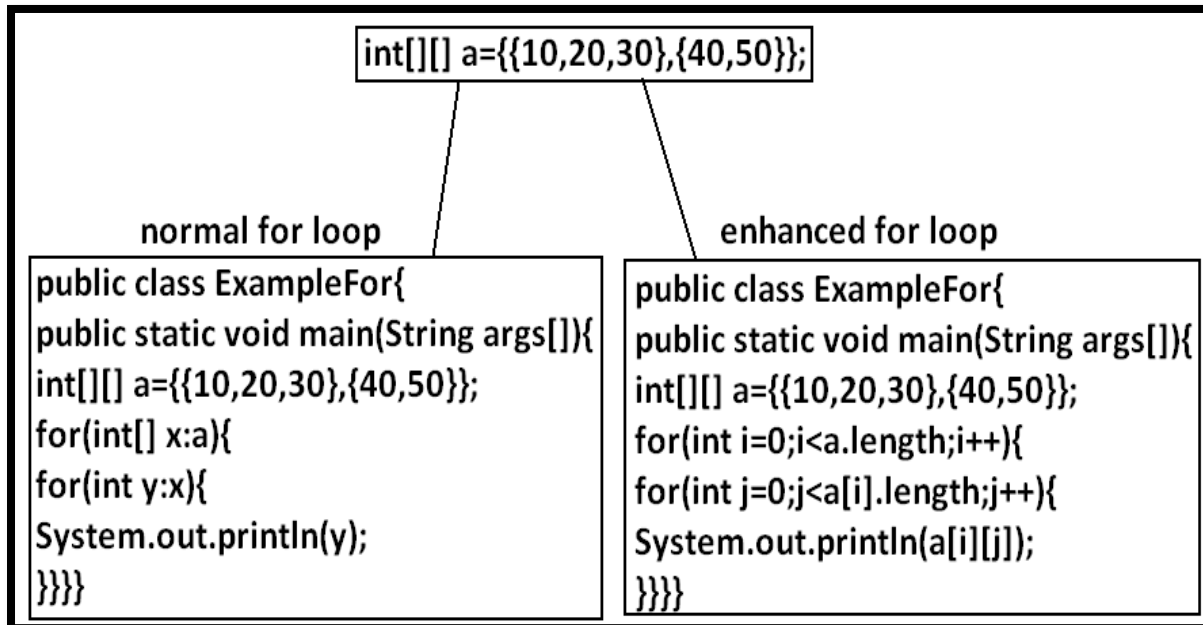 int[][] a={{10,20,30},{40,50}};
normal for loop
public class ExampleFor{
public static void main(String args[]){
int[][] a={{10,20,30},{40,50}};
for(int[] x:a){
for(int y:x){
System.out.println(y);
}}}}
enhanced for loop
public class ExampleFor{
public static void main(String args[]){
int[][] a={{10,20,30},{40,50}};
for(int i=0;i<a.length;i++){
for(int j=0;j<a[i].length;j++){
System.out.println(a[i][j]);
}}}}